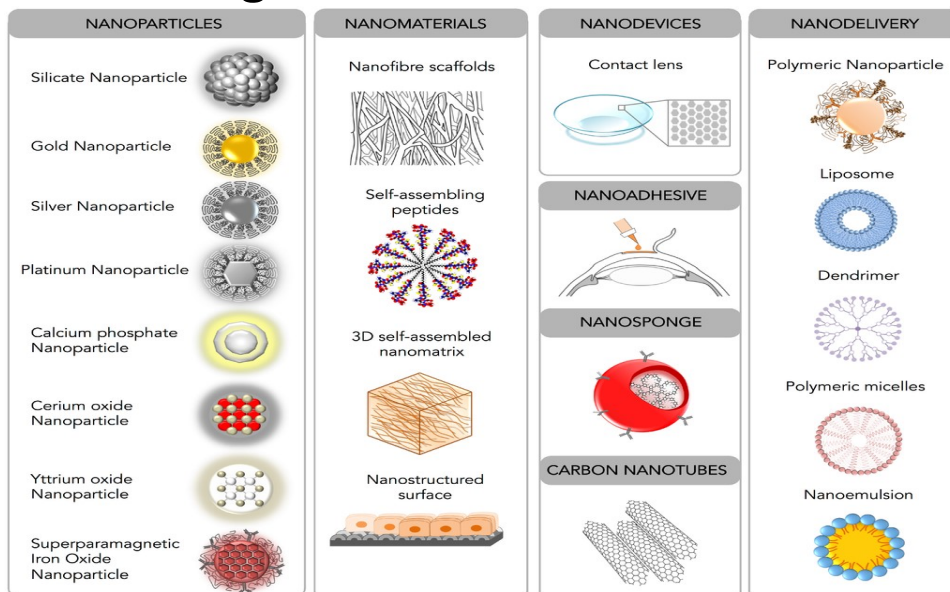 NANOPARTICLES
Silicate Nanoparticle
Gold Nanoparticle
Silver Nanoparticle
Platinum Nanoparticle
Calcium phosphate
Nanoparticle
Cerium oxide
Nanoparticle
Yttrium oxide
Nanoparticle
Superparamagnetic
Iron Oxide
Nanoparticle
NANOMATERIALS
Nanofibre scaffolds
Self-assembling
peptides
3D self-assembled
nanomatrix
Nanostructured
surface
NANODEVICES
Contact lens
NANOADHESIVE
NANOSPONGE
CARBON NANOTUBES
NANODELIVERY
Polymeric Nanoparticle
Liposome
Dendrimer
Polymeric micelles
Nanoemulsion